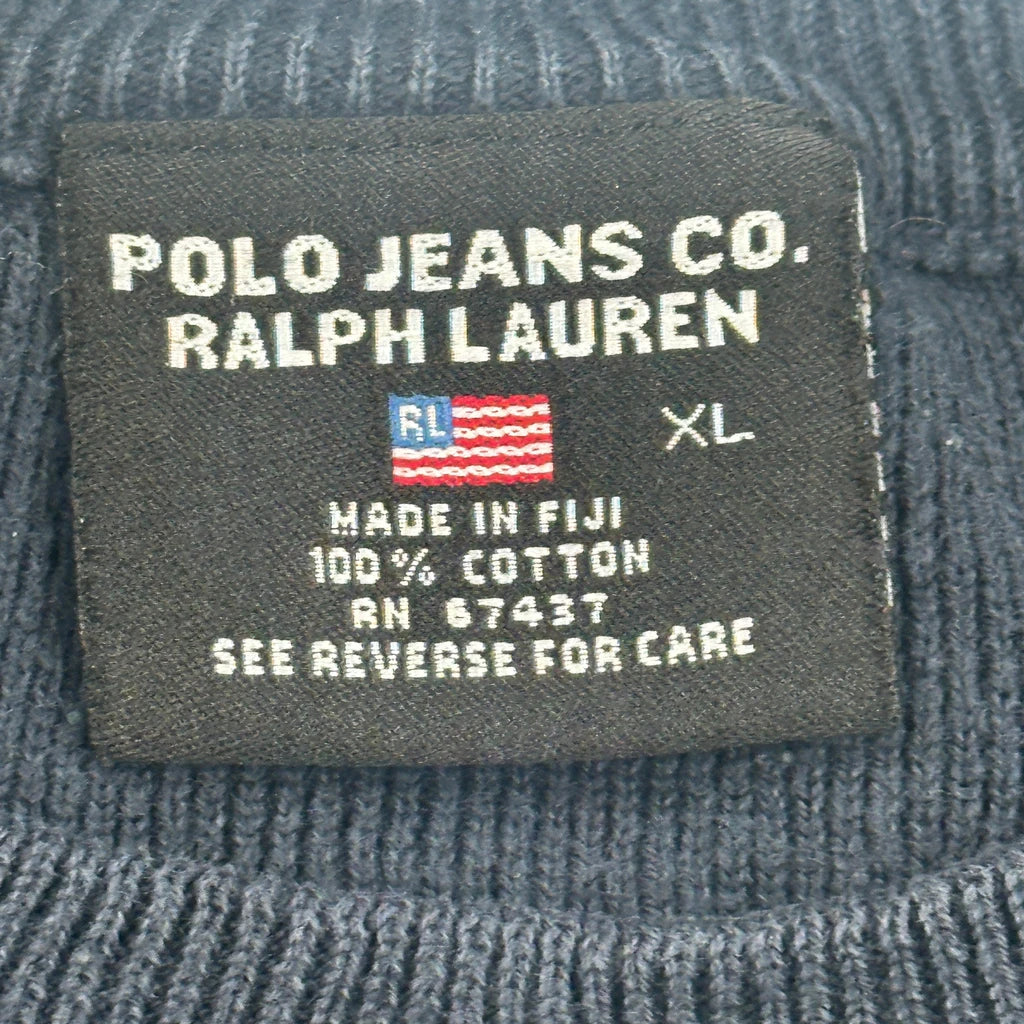 POLO JEANS CO.
RALPH LAUREN
RL
XL
MADE IN FIJI
100% COTTON
RN 67437
SEE REVERSE FOR CARE